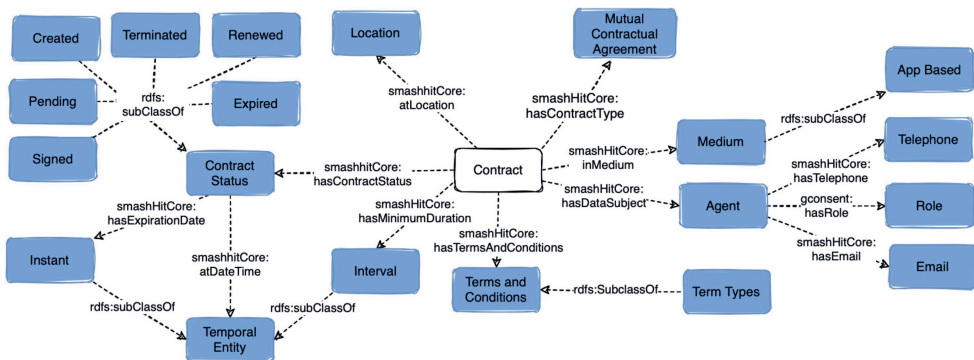 Created
Terminated
Renewed
Location
Mutual
Contractual
Agreement
App Based
Pending
rdfs:
subClassOf
Expired
smashhitCore:
atLocation
smashHitCore:
hasContractType
rdfs:subClassOf
Signed
Contract
Status
smashhitCore:
hasContractStatus
Contract
smashHitCore:
inMedium
Medium
Telephone
smashHitCore:
hasTelephone
smashHitCore:
hasExpirationDate
smashHitCore:
hasMinimumDuration
smashHitCore:
hasDataSubject
Agent
gconsent:
hasRole
Role
Instant
smashHitCore:
atDateTime
Interval
smashHitCore:
hasTermsAndConditions
smashHitCore:
hasEmail
Email
rdfs:subClassOf
rdfs:subClassOf
Terms and
Conditions
rdfs:SubclassOf
Term Types
Temporal
Entity